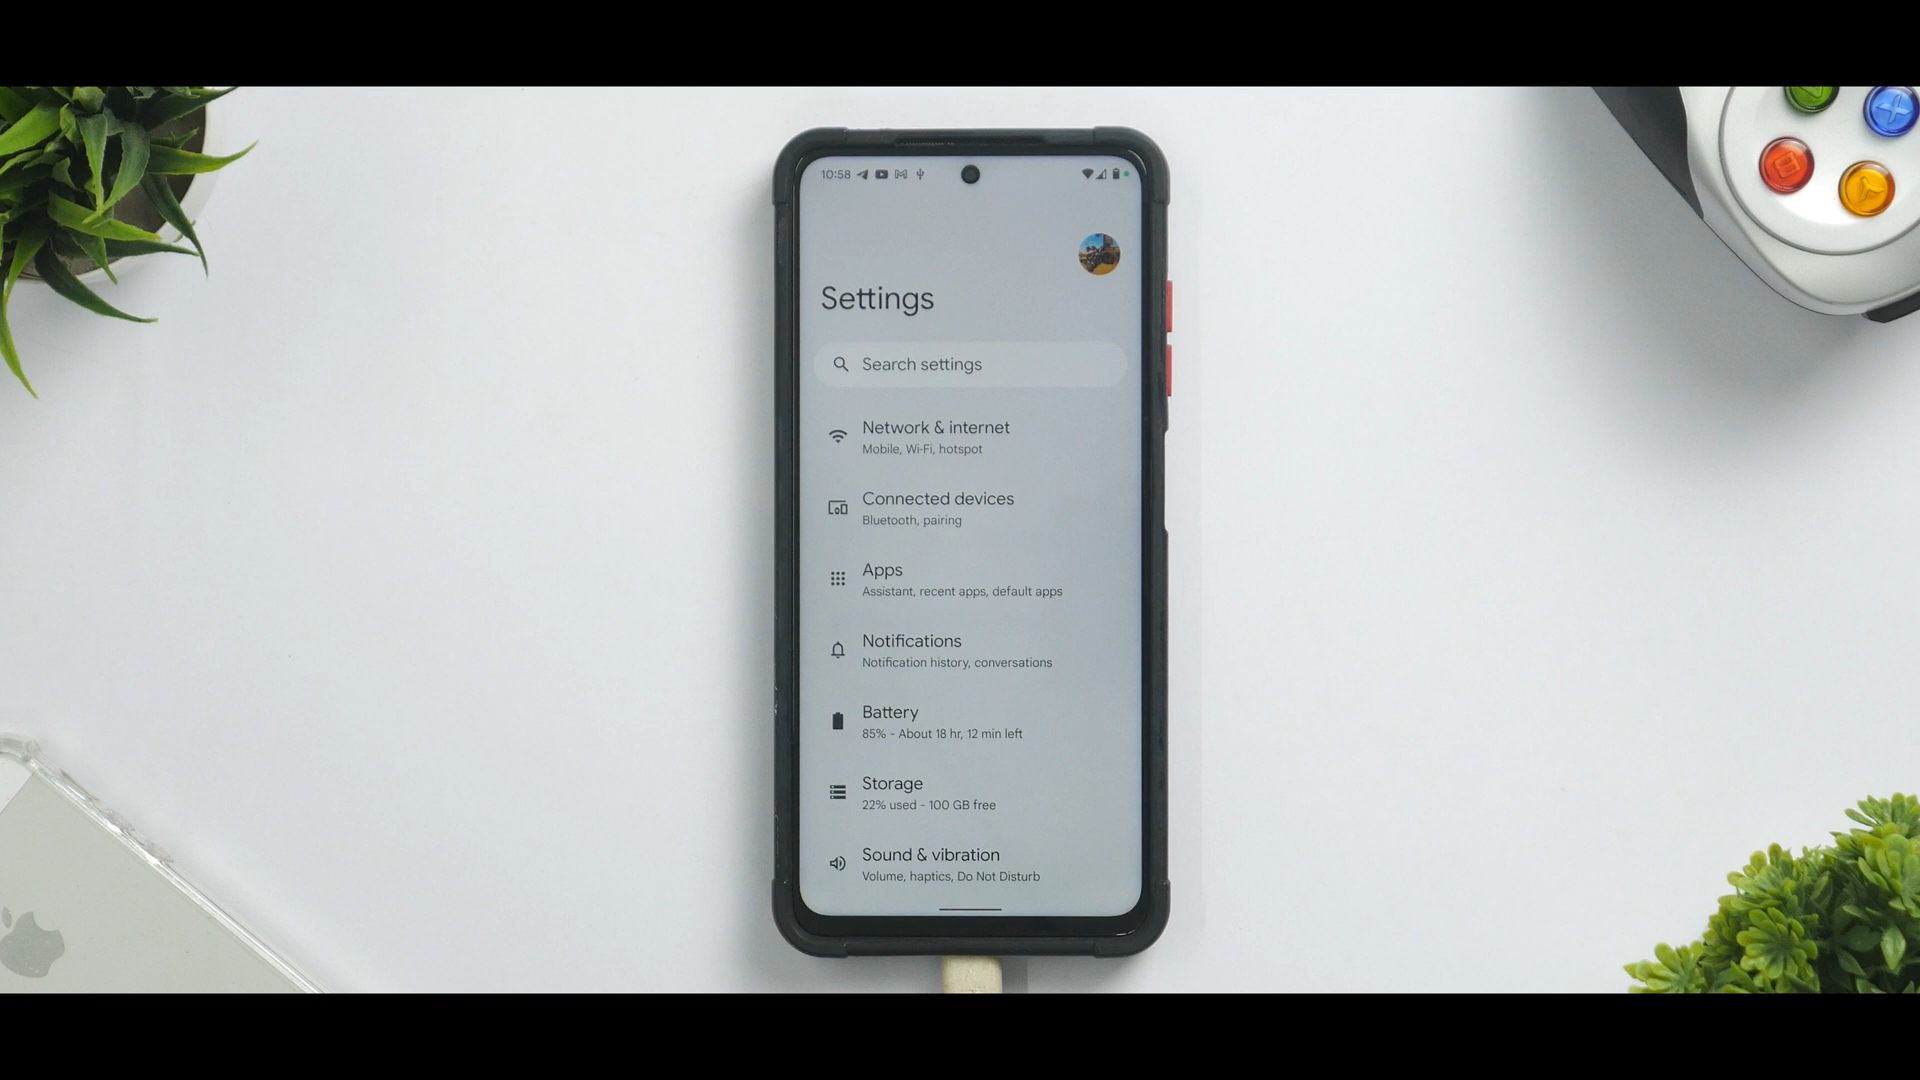 10:58
Settings
Search settings
Network & internet
Mobile, Wi-Fi, hotspot
Connected devices
Bluetooth, pairing
Apps
Assistant, recent apps, default apps
Notifications
Notification history, conversations
Battery
85% - About 18 hr, 12 min left
Storage
22% used - 100 GB free
Sound & vibration
Volume, haptics, Do Not Disturb